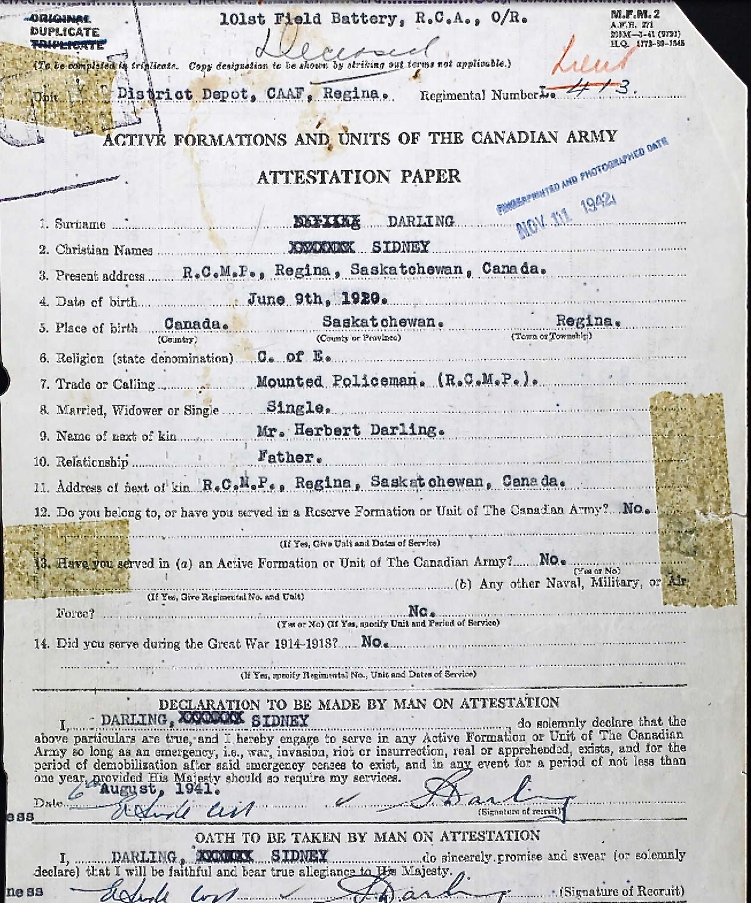 ORIGINAL
DUPLICATE
TRIPLICATE
101st Field Battery, R.C.A., O/R.
M.F.M. 2
Deceased
(To be completed in triplicate. Copy designation to be shown by striking out terms not applicable.)
Lieut
Unit District Depot, CAAF, Regina. Regimental Number L. 413.
ACTIVE FORMATIONS AND UNITS OF THE CANADIAN ARMY
ATTESTATION PAPER
FINGERPRINTED AND PHOTOGRAPHED DATE
NOV. 11 1942
1. Surname DARLING
2. Christian Names SIDNEY
3. Present address R.C.M.P., Regina, Saskatchewan, Canada.
4. Date of birth June 9th, 1920.
5. Place of birth Canada. Saskatchewan. Regina.
(Country) (County or Province) (Town or Township)
6. Religion (state denomination) C. of E.
7. Trade or Calling Mounted Policeman. (R.C.M.P.).
8. Married, Widower or Single Single.
9. Name of next of kin Mr. Herbert Darling.
10. Relationship Father.
11. Address of next of kin R.C.M.P., Regina, Saskatchewan, Canada.
12. Do you belong to, or have you served in a Reserve Formation or Unit of The Canadian Army? No.
(If Yes, Give Unit and Dates of Service)
13. Have you served in (a) an Active Formation or Unit of The Canadian Army? No.
(Yes or No)
(b) Any other Naval, Military, or Air
(If Yes, Give Regimental No. and Unit)
Force? No.
(Yes or No) (If Yes, specify Unit and Period of Service)
14. Did you serve during the Great War 1914-1918? No.
(If Yes, specify Regimental No., Unit and Dates of Service)
DECLARATION TO BE MADE BY MAN ON ATTESTATION
I, DARLING, SIDNEY do solemnly declare that the
above particulars are true, and I hereby engage to serve in any Active Formation or Unit of The Canadian
Army so long as an emergency, i.e., war, invasion, riot or insurrection, real or apprehended, exists, and for the
period of demobilization after said emergency ceases to exist, and in any event for a period of not less than
one year, provided His Majesty should so require my services.
Date 6th August, 1941.
ess S Darling (Signature of recruit)
OATH TO BE TAKEN BY MAN ON ATTESTATION
I, DARLING, SIDNEY do sincerely promise and swear (or solemnly
declare) that I will be faithful and bear true allegiance to His Majesty.
ness S Darling (Signature of Recruit)